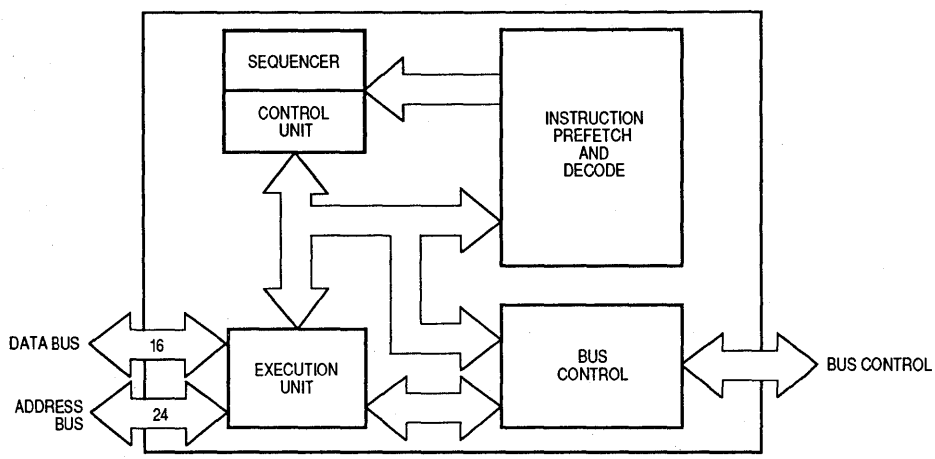 SEQUENCER
CONTROL
UNIT
INSTRUCTION
PREFETCH
AND
DECODE
DATA BUS
16
ADDRESS
BUS
24
EXECUTION
UNIT
BUS
CONTROL
BUS CONTROL